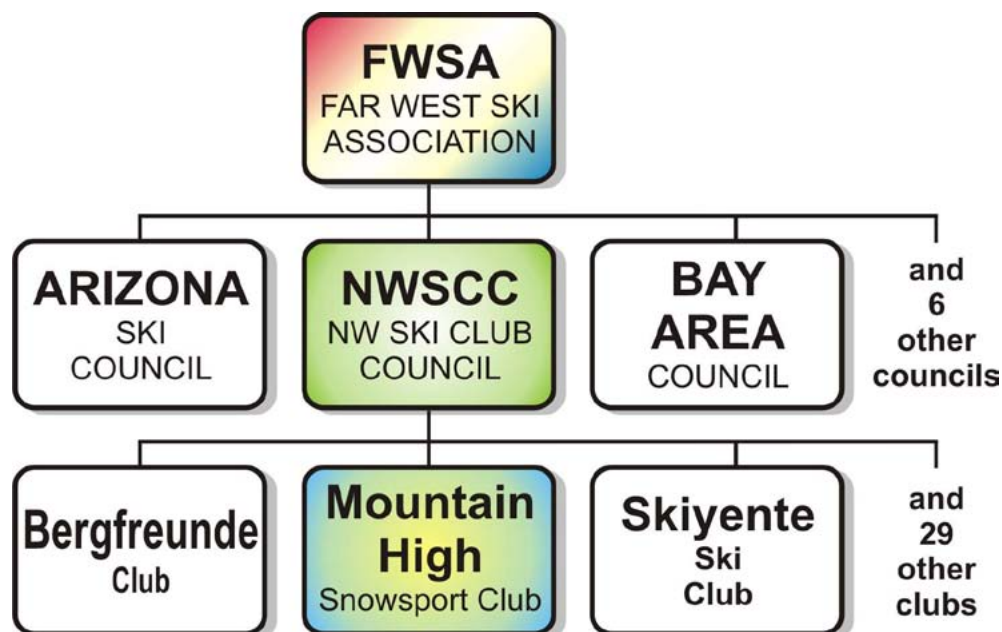 FWSA
FAR WEST SKI
ASSOCIATION
ARIZONA
SKI
COUNCIL
NWSCC
NW SKI CLUB
COUNCIL
BAY
AREA
COUNCIL
and
6
other
councils
Bergfreunde
Club
Mountain
High
Snowsport Club
Skiyente
Ski
Club
and
29
other
clubs